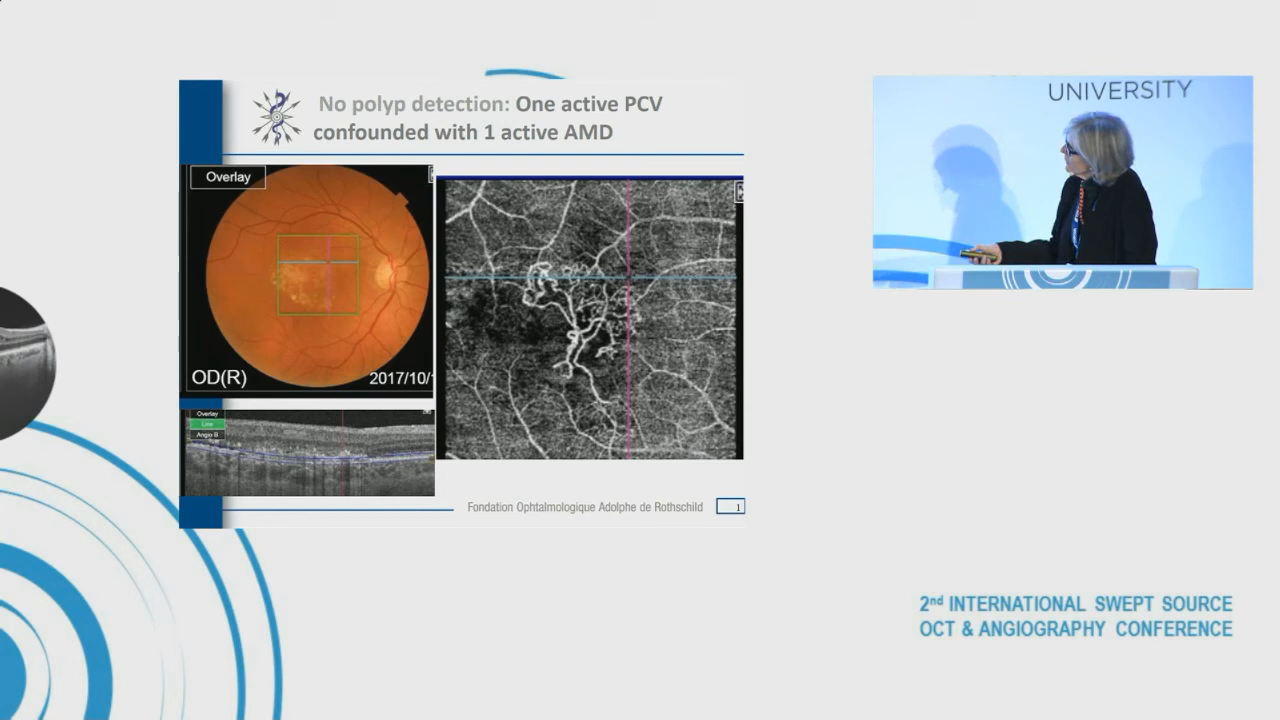 No polyp detection: One active PCV
confounded with 1 active AMD
Overlay
OD(R)
2017/10/
Overlay
Line
Angio B
Fondation Ophtalmologique Adolphe de Rothschild
1
UNIVERSITY
2nd INTERNATIONAL SWEPT SOURCE
OCT & ANGIOGRAPHY CONFERENCE